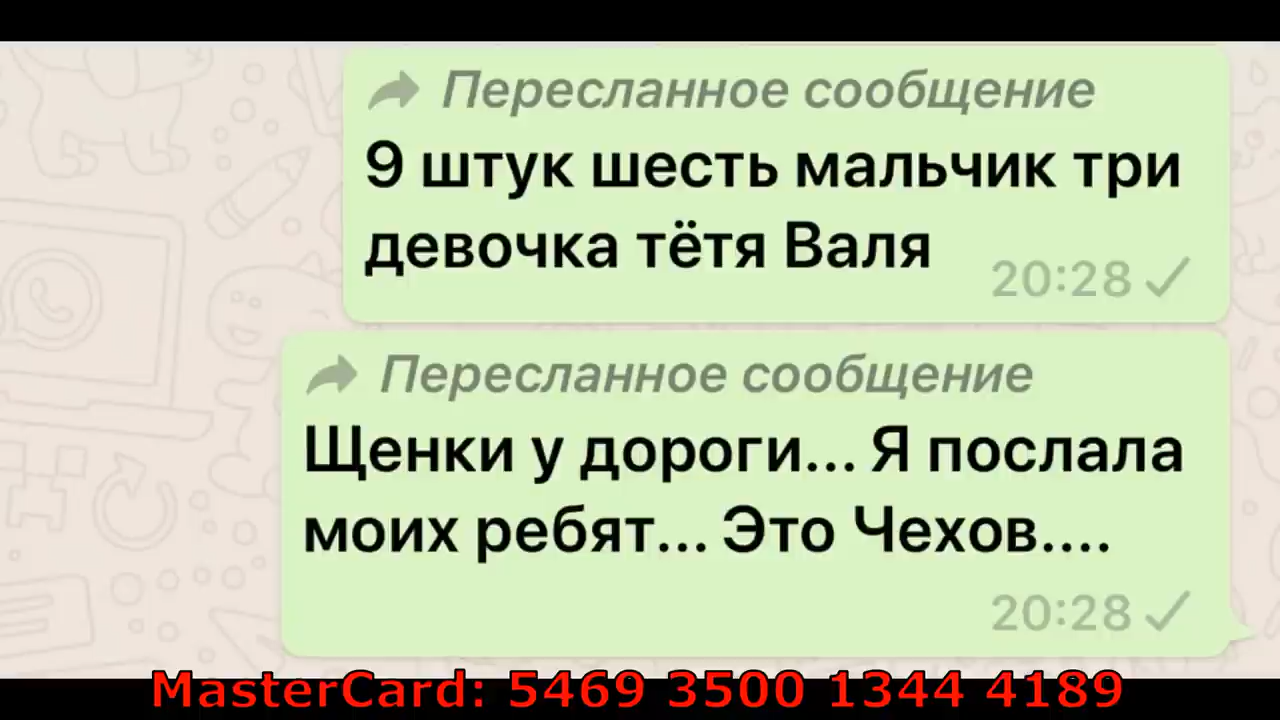 Пересланное сообщение
9 штук шесть мальчик три
девочка тётя Валя
20:28
Пересланное сообщение
Щенки у дороги... Я послала
моих ребят... Это Чехов....
20:28
MasterCard: 5469 3500 1344 4189